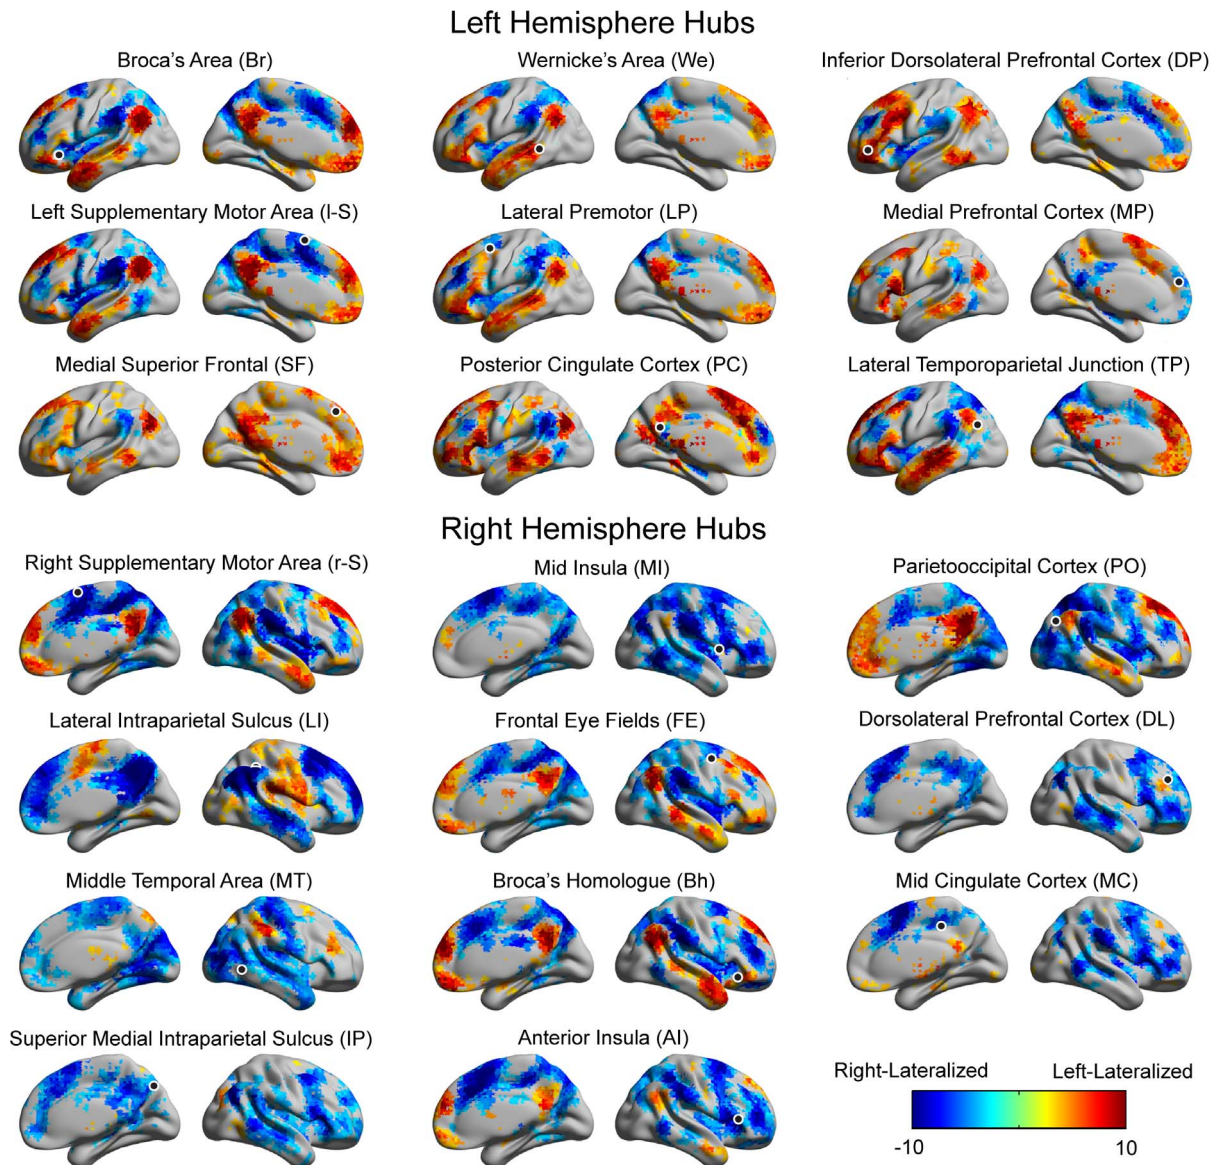 Left Hemisphere Hubs
Broca's Area (Br)
Wernicke's Area (We)
Inferior Dorsolateral Prefrontal Cortex (DP)
Left Supplementary Motor Area (l-S)
Lateral Premotor (LP)
Medial Prefrontal Cortex (MP)
Medial Superior Frontal (SF)
Posterior Cingulate Cortex (PC)
Lateral Temporoparietal Junction (TP)
Right Hemisphere Hubs
Right Supplementary Motor Area (r-S)
Mid Insula (MI)
Parietooccipital Cortex (PO)
Lateral Intraparietal Sulcus (LI)
Frontal Eye Fields (FE)
Dorsolateral Prefrontal Cortex (DL)
Middle Temporal Area (MT)
Broca's Homologue (Bh)
Mid Cingulate Cortex (MC)
Superior Medial Intraparietal Sulcus (IP)
Anterior Insula (AI)
Right-Lateralized
Left-Lateralized
-10
10